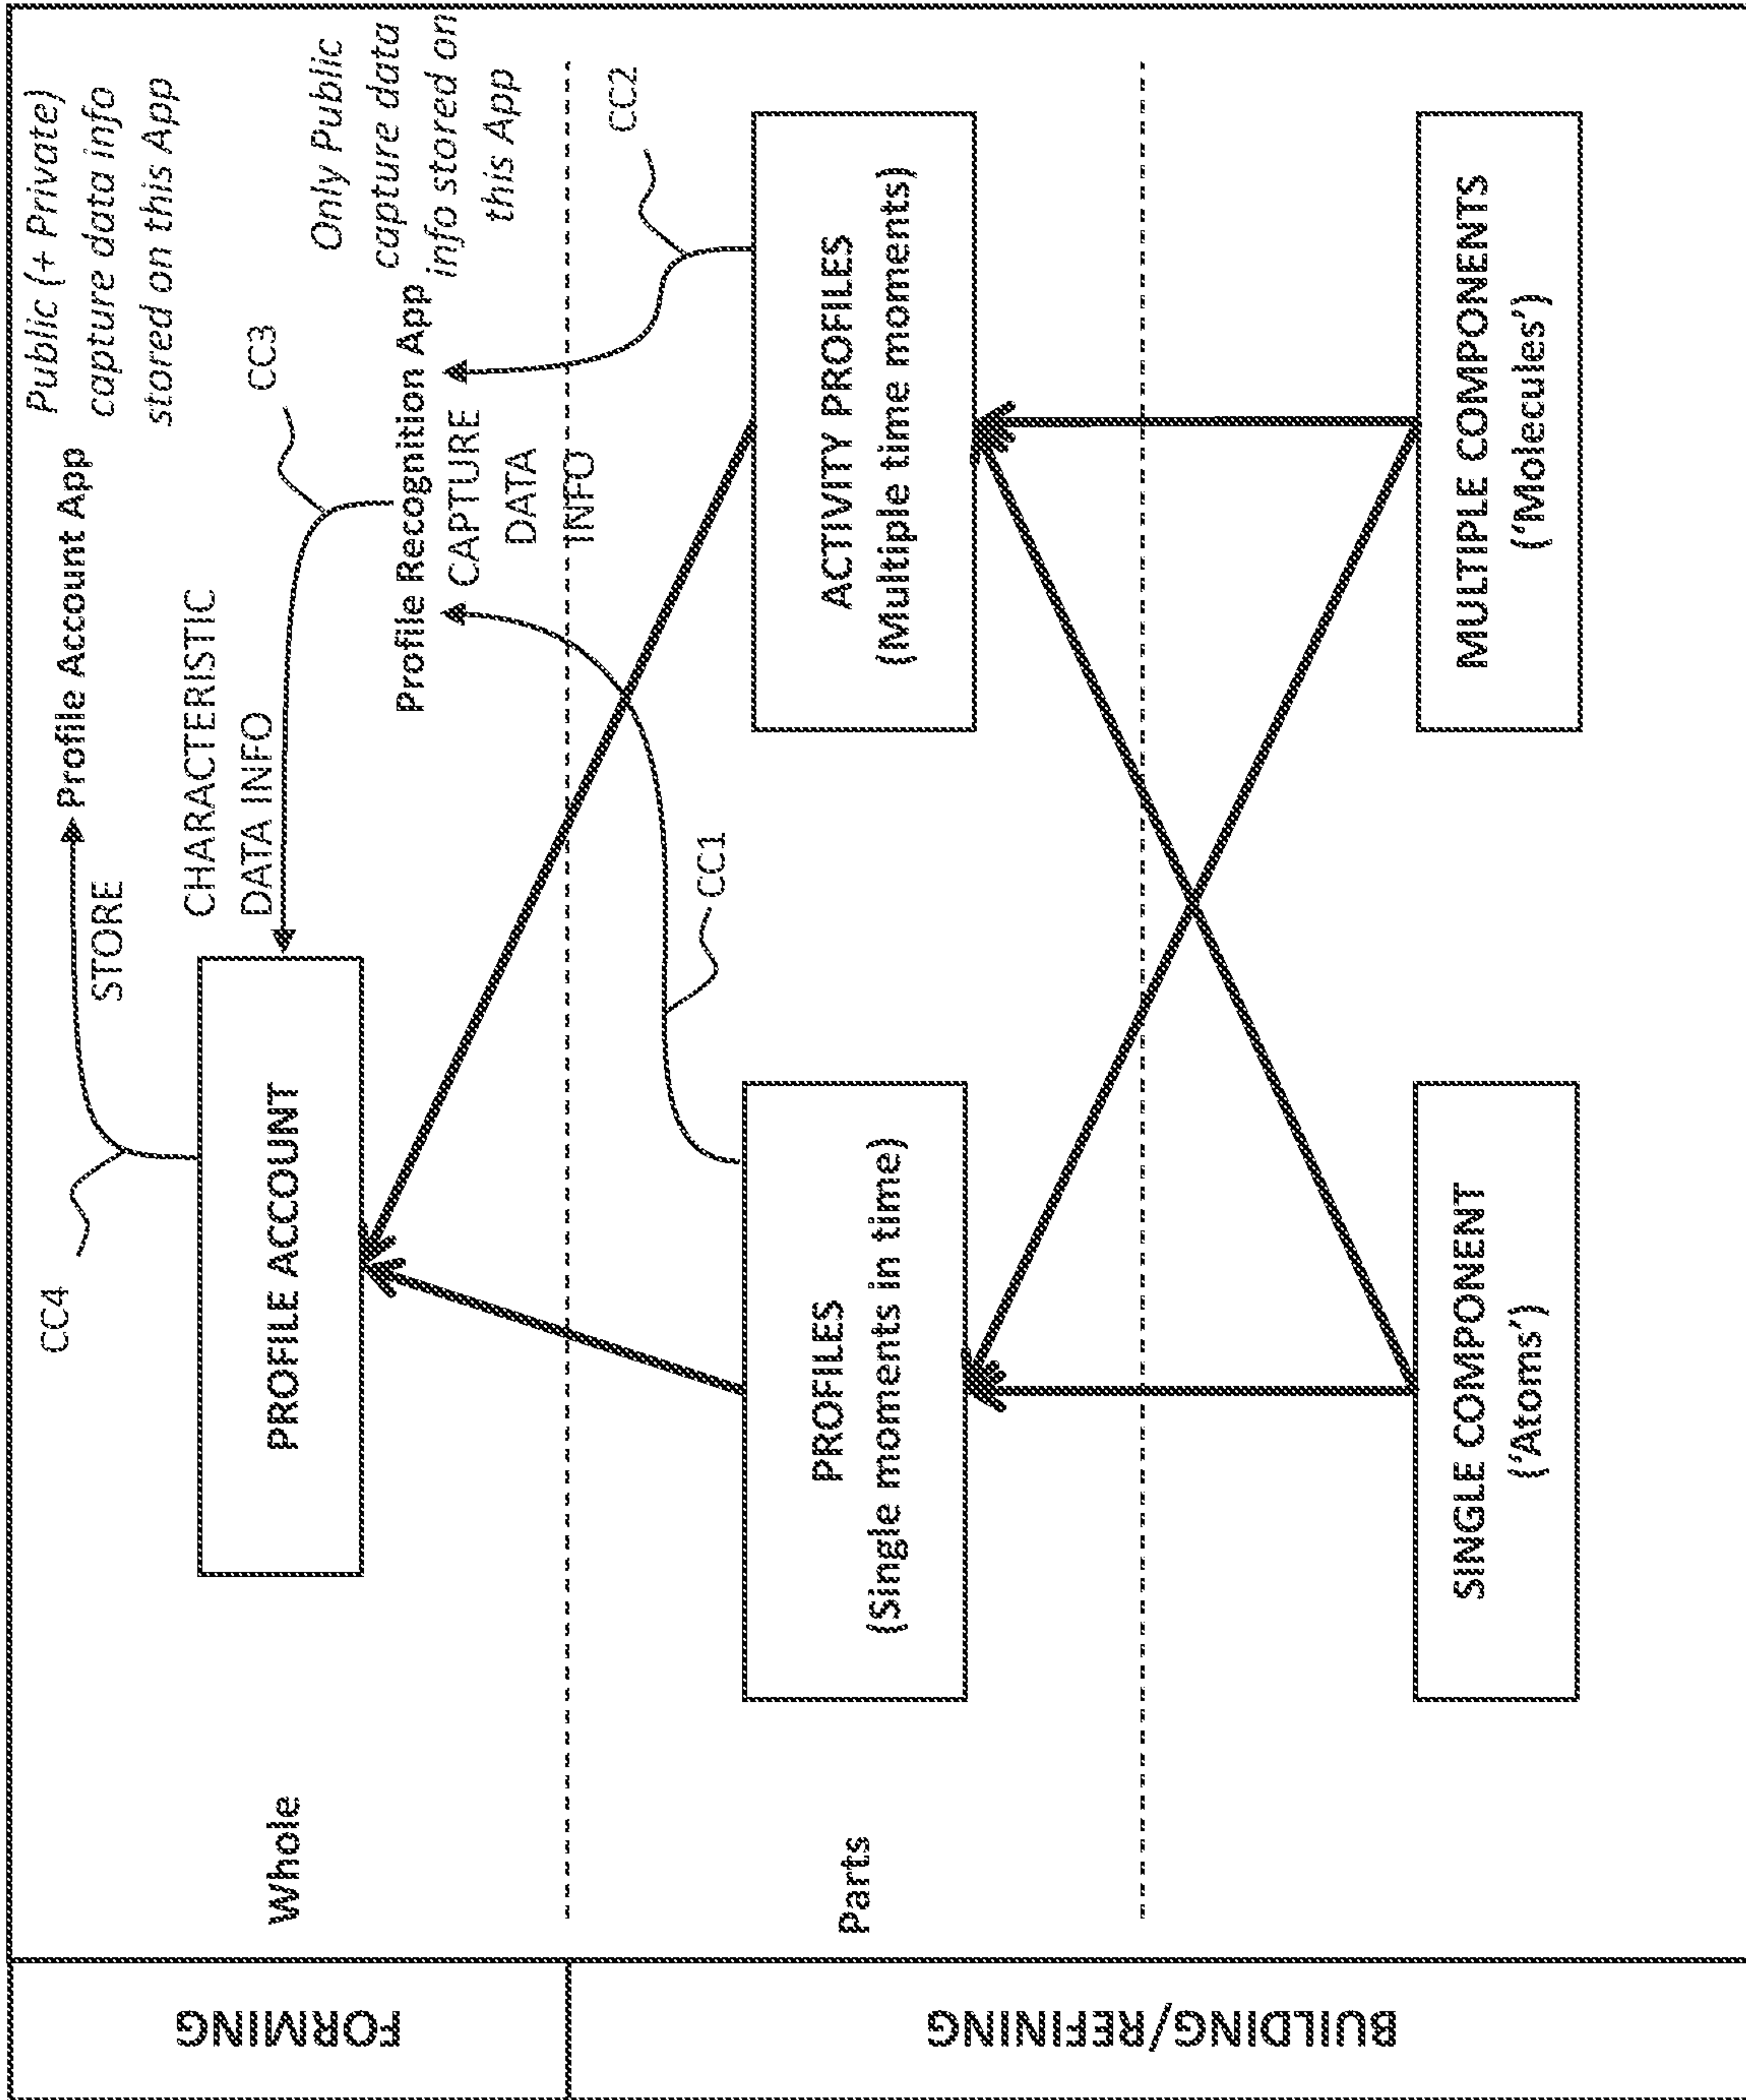 FORMING
BUILDING/REFINING
CC4
Profile Account App
Public (+ Private)
capture data info
stored on this App
STORE
CHARACTERISTIC
DATA INFO
CC3
Whole
PROFILE ACCOUNT
Only Public
capture data
info stored on
this App
Profile Recognition App
CAPTURE
DATA
INFO
CC2
CC1
Parts
PROFILES
(Single moments in time)
ACTIVITY PROFILES
(Multiple time moments)
SINGLE COMPONENT
('Atoms')
MULTIPLE COMPONENTS
('Molecules')